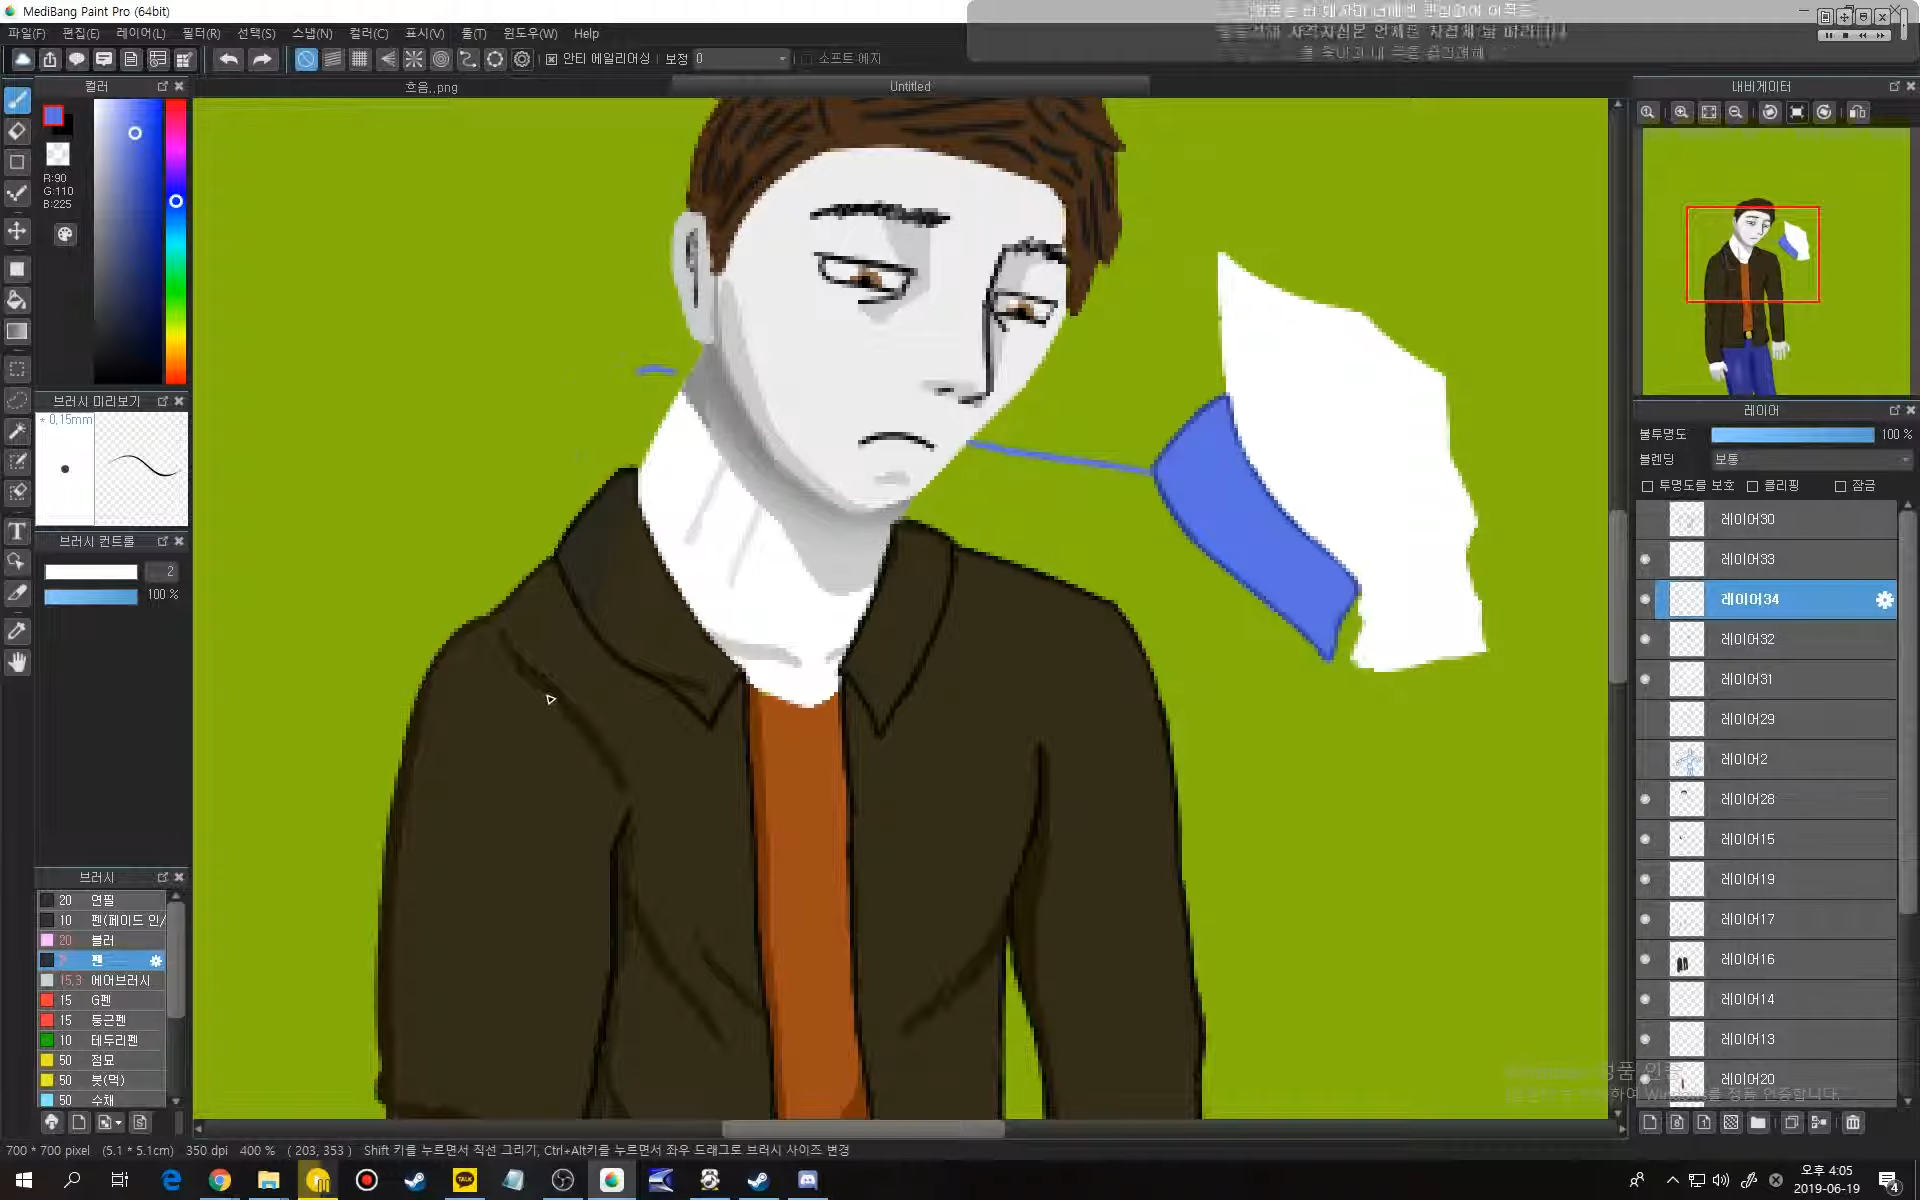 MediBang Paint Pro (64bit)
파일(F) 편집(E) 레이어(L) 필터(R) 선택(S) 스냅(N) 컬러(C) 표시(V) 툴(T) 윈도우(W) Help
안티 에일리어싱 보정 0 소프트 에지
컬러 흐음,.png Untitled 내비게이터
R:90
G:110
B:225
브러시 미리보기
* 0,15mm
브러시 컨트롤
2
100 %
브러시
20 연필
10 펜(페이드 인/
20 블러
펜
15,3 에어브러시
15 G펜
15 둥근펜
10 테두리펜
50 점묘
50 붓(먹)
50 수채
레이어
불투명도 100 %
블렌딩 보통
투명도를 보호 클리핑 잠금
레이어30
레이어33
레이어34
레이어32
레이어31
레이어29
레이어2
레이어28
레이어15
레이어19
레이어17
레이어16
레이어14
레이어13
레이어20
700 * 700 pixel (5.1 * 5.1cm) 350 dpi 400 % ( 203, 353 ) Shift 키를 누르면서 직선 그리기, Ctrl+Alt키를 누르면서 좌우 드래그로 브러시 사이즈 변경
TALK
오후 4:05
2019-06-19
4